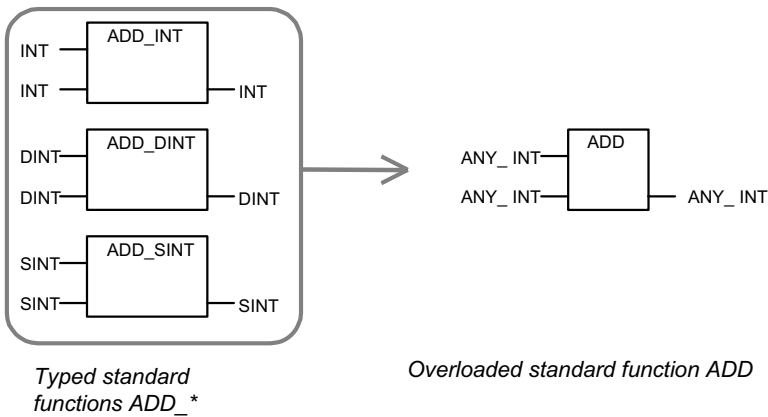 ADD_INT
INT
INT
INT
ADD_DINT
DINT
DINT
DINT
ADD_SINT
SINT
SINT
SINT
ADD
ANY_ INT
ANY_ INT
ANY_ INT
Typed standard
functions ADD_*
Overloaded standard function ADD